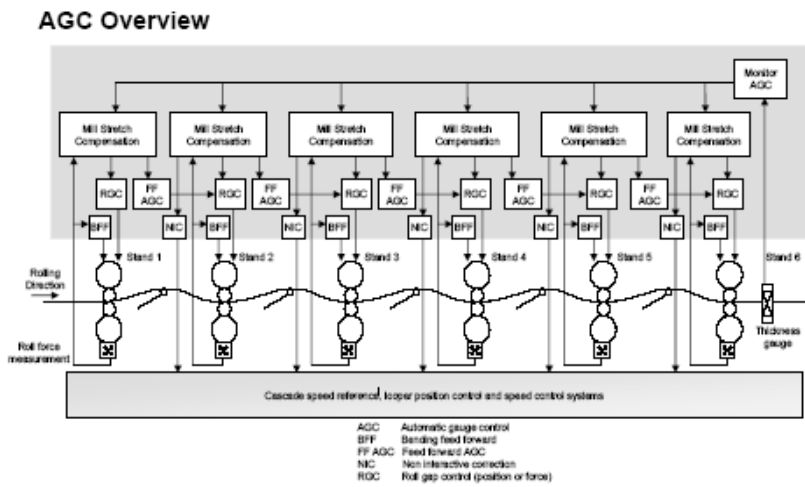 AGC Overview
Monitor
AGC
Mill Stretch
Compensation
Mill Stretch
Compensation
Mill Stretch
Compensation
Mill Stretch
Compensation
Mill Stretch
Compensation
Mill Stretch
Compensation
RGC
FF
AGC
RGC
FF
AGC
RGC
FF
AGC
RGC
FF
AGC
RGC
FF
AGC
RGC
BFF
NIC
BFF
NIC
BFF
NIC
BFF
NIC
BFF
NIC
BFF
Stand 1
Stand 2
Stand 3
Stand 4
Stand 5
Stand 6
Rolling
Direction
Roll force
measurement
Thickness
gauge
Cascade speed reference, looper position control and speed control systems
AGC Automatic gauge control
BFF Bending feed forward
FF AGC Feed forward AGC
NIC Non interactive correction
RGC Roll gap control (position or force)